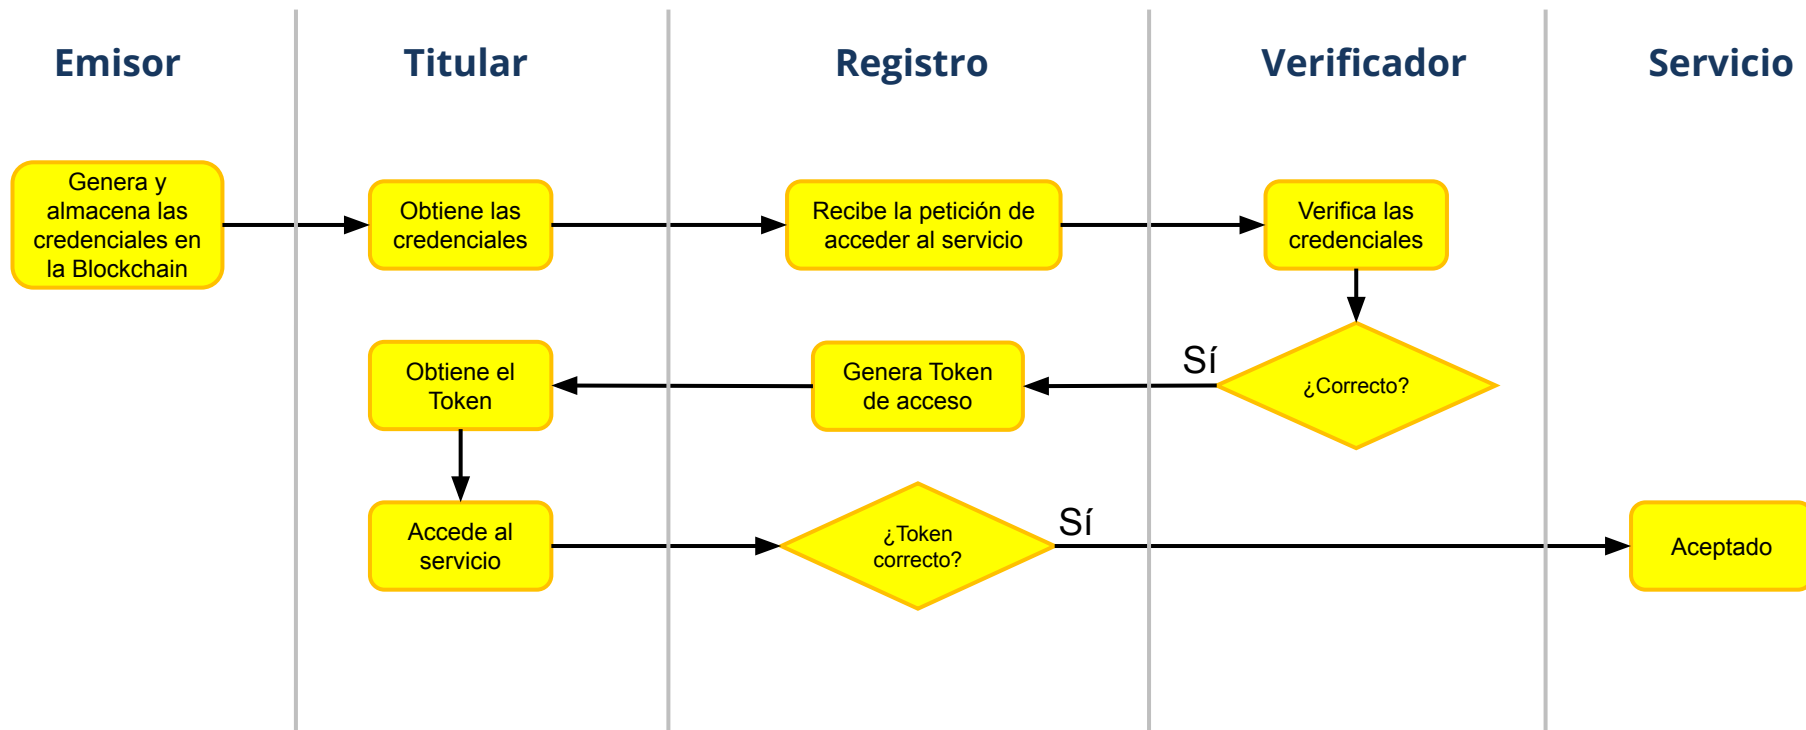 Emisor
Titular
Registro
Verificador
Servicio
Genera y
almacena las
credenciales en
la Blockchain
Obtiene las
credenciales
Recibe la petición de
acceder al servicio
Verifica las
credenciales
Obtiene el
Token
Genera Token
de acceso
Sí
¿Correcto?
Accede al
servicio
¿Token
correcto?
Sí
Aceptado